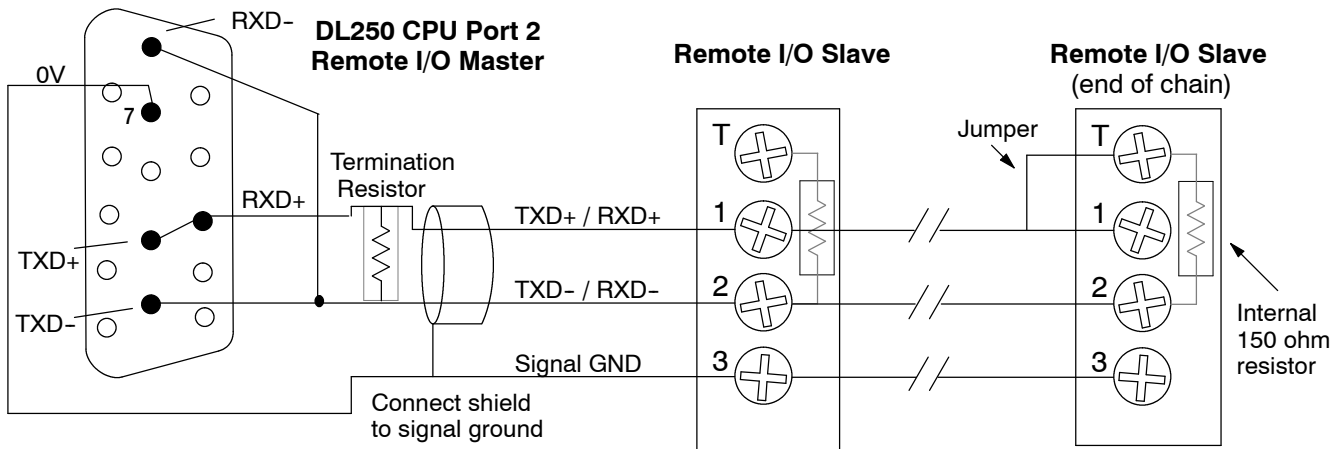 RXD–
DL250 CPU Port 2
Remote I/O Master
Remote I/O Slave
Remote I/O Slave
(end of chain)
0V
7
T
T
Jumper
Termination
Resistor
RXD+
TXD+ / RXD+
1
1
TXD+
TXD– / RXD–
2
2
TXD–
Internal
150 ohm
resistor
Signal GND
3
3
Connect shield
to signal ground